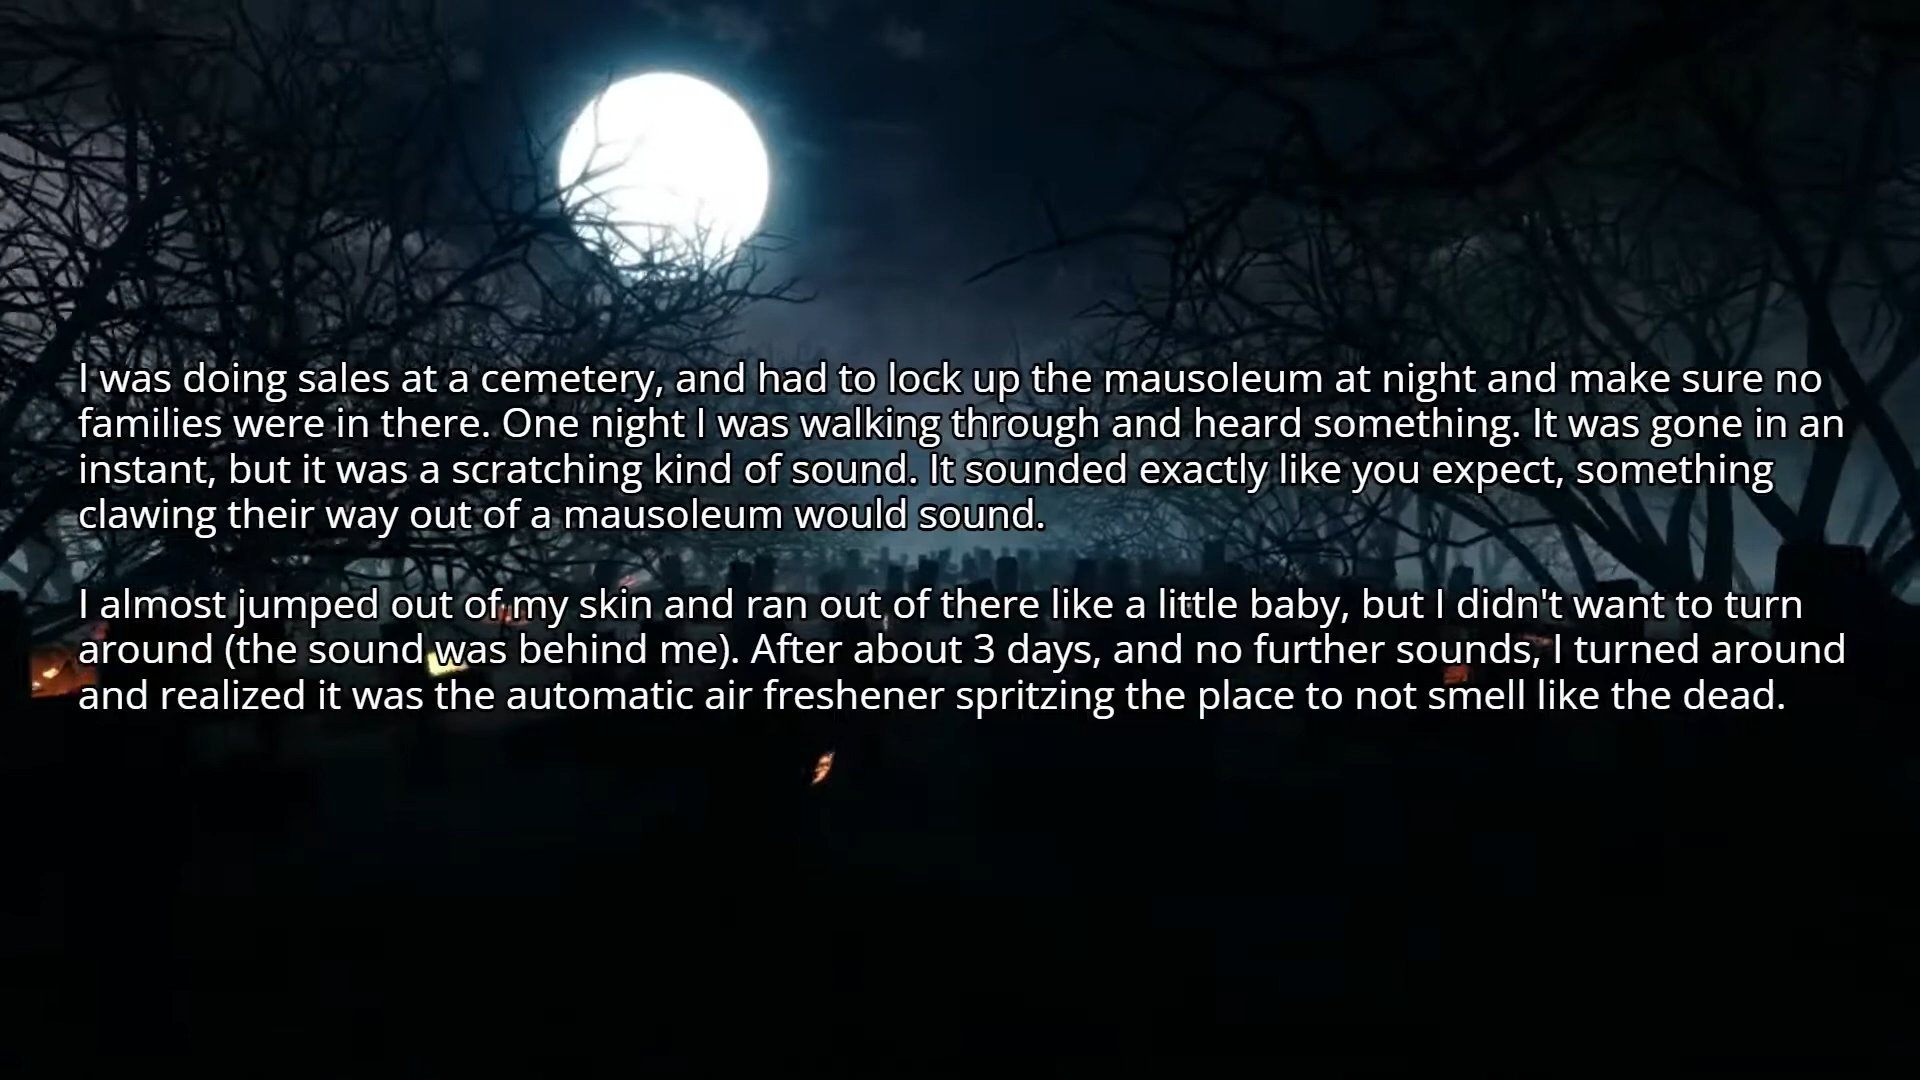 I was doing sales at a cemetery, and had to lock up the mausoleum at night and make sure no
families were in there. One night I was walking through and heard something. It was gone in an
instant, but it was a scratching kind of sound. It sounded exactly like you expect, something
clawing their way out of a mausoleum would sound.
I almost jumped out of my skin and ran out of there like a little baby, but I didn't want to turn
around (the sound was behind me). After about 3 days, and no further sounds, I turned around
and realized it was the automatic air freshener spritzing the place to not smell like the dead.